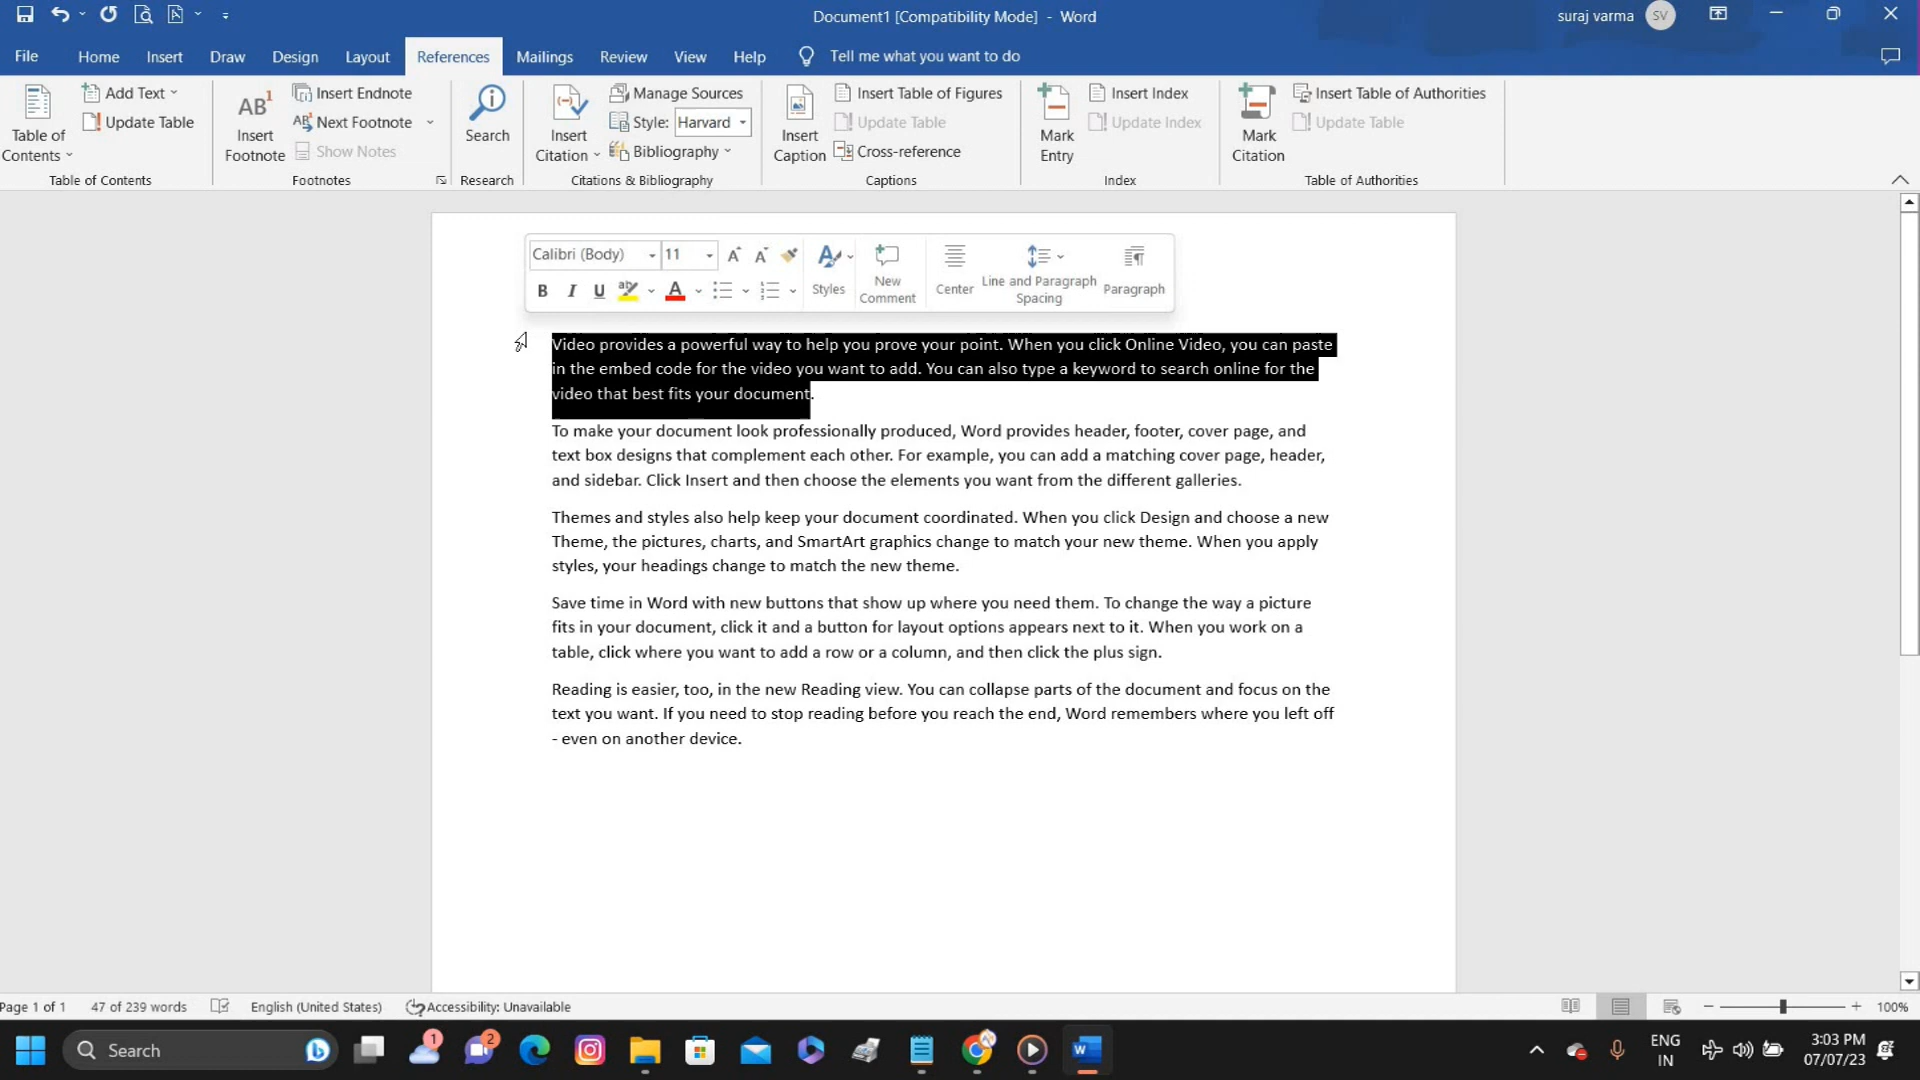 Document1 [Compatibility Mode] - Word
suraj varma
SV
File
Home
Insert
Draw
Design
Layout
References
Mailings
Review
View
Help
Tell me what you want to do
Table of
Contents
Add Text
Update Table
Table of Contents
AB1
Insert
Footnote
Insert Endnote
Next Footnote
Show Notes
Footnotes
Search
Research
Insert
Citation
Manage Sources
Style:
Harvard
Bibliography
Citations & Bibliography
Insert
Caption
Insert Table of Figures
Update Table
Cross-reference
Captions
Mark
Entry
Insert Index
Update Index
Index
Mark
Citation
Insert Table of Authorities
Update Table
Table of Authorities
Calibri (Body)
11
B
I
U
Styles
New
Comment
Center
Line and Paragraph
Spacing
Paragraph
Video provides a powerful way to help you prove your point. When you click Online Video, you can paste
in the embed code for the video you want to add. You can also type a keyword to search online for the
video that best fits your document.
To make your document look professionally produced, Word provides header, footer, cover page, and
text box designs that complement each other. For example, you can add a matching cover page, header,
and sidebar. Click Insert and then choose the elements you want from the different galleries.
Themes and styles also help keep your document coordinated. When you click Design and choose a new
Theme, the pictures, charts, and SmartArt graphics change to match your new theme. When you apply
styles, your headings change to match the new theme.
Save time in Word with new buttons that show up where you need them. To change the way a picture
fits in your document, click it and a button for layout options appears next to it. When you work on a
table, click where you want to add a row or a column, and then click the plus sign.
Reading is easier, too, in the new Reading view. You can collapse parts of the document and focus on the
text you want. If you need to stop reading before you reach the end, Word remembers where you left off
- even on another device.
Page 1 of 1
47 of 239 words
English (United States)
Accessibility: Unavailable
100%
Search
1
2
ENG
IN
3:03 PM
07/07/23